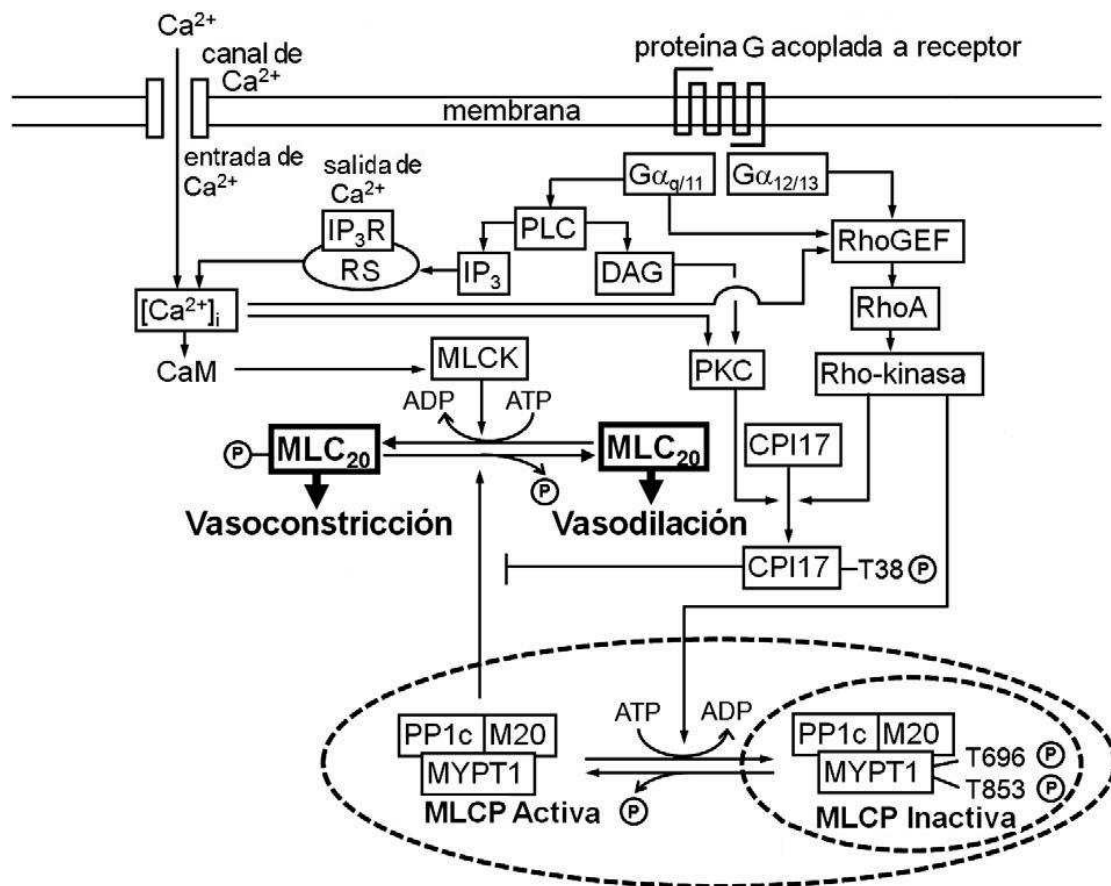 Ca²⁺
canal de
Ca²⁺
proteína G acoplada a receptor
membrana
entrada de
Ca²⁺
salida de
Ca²⁺
IP₃R
RS
IP₃
PLC
DAG
Gα_q/11
Gα_12/13
RhoGEF
RhoA
Rho-kinasa
[Ca²⁺]ᵢ
CaM
MLCK
PKC
ADP
ATP
P
MLC₂₀
MLC₂₀
P
Vasoconstricción
Vasodilación
CPI17
CPI17
T38 P
ATP
ADP
PP1c M20
MYPT1
MLCP Activa
P
PP1c M20
MYPT1
T696 P
T853 P
MLCP Inactiva